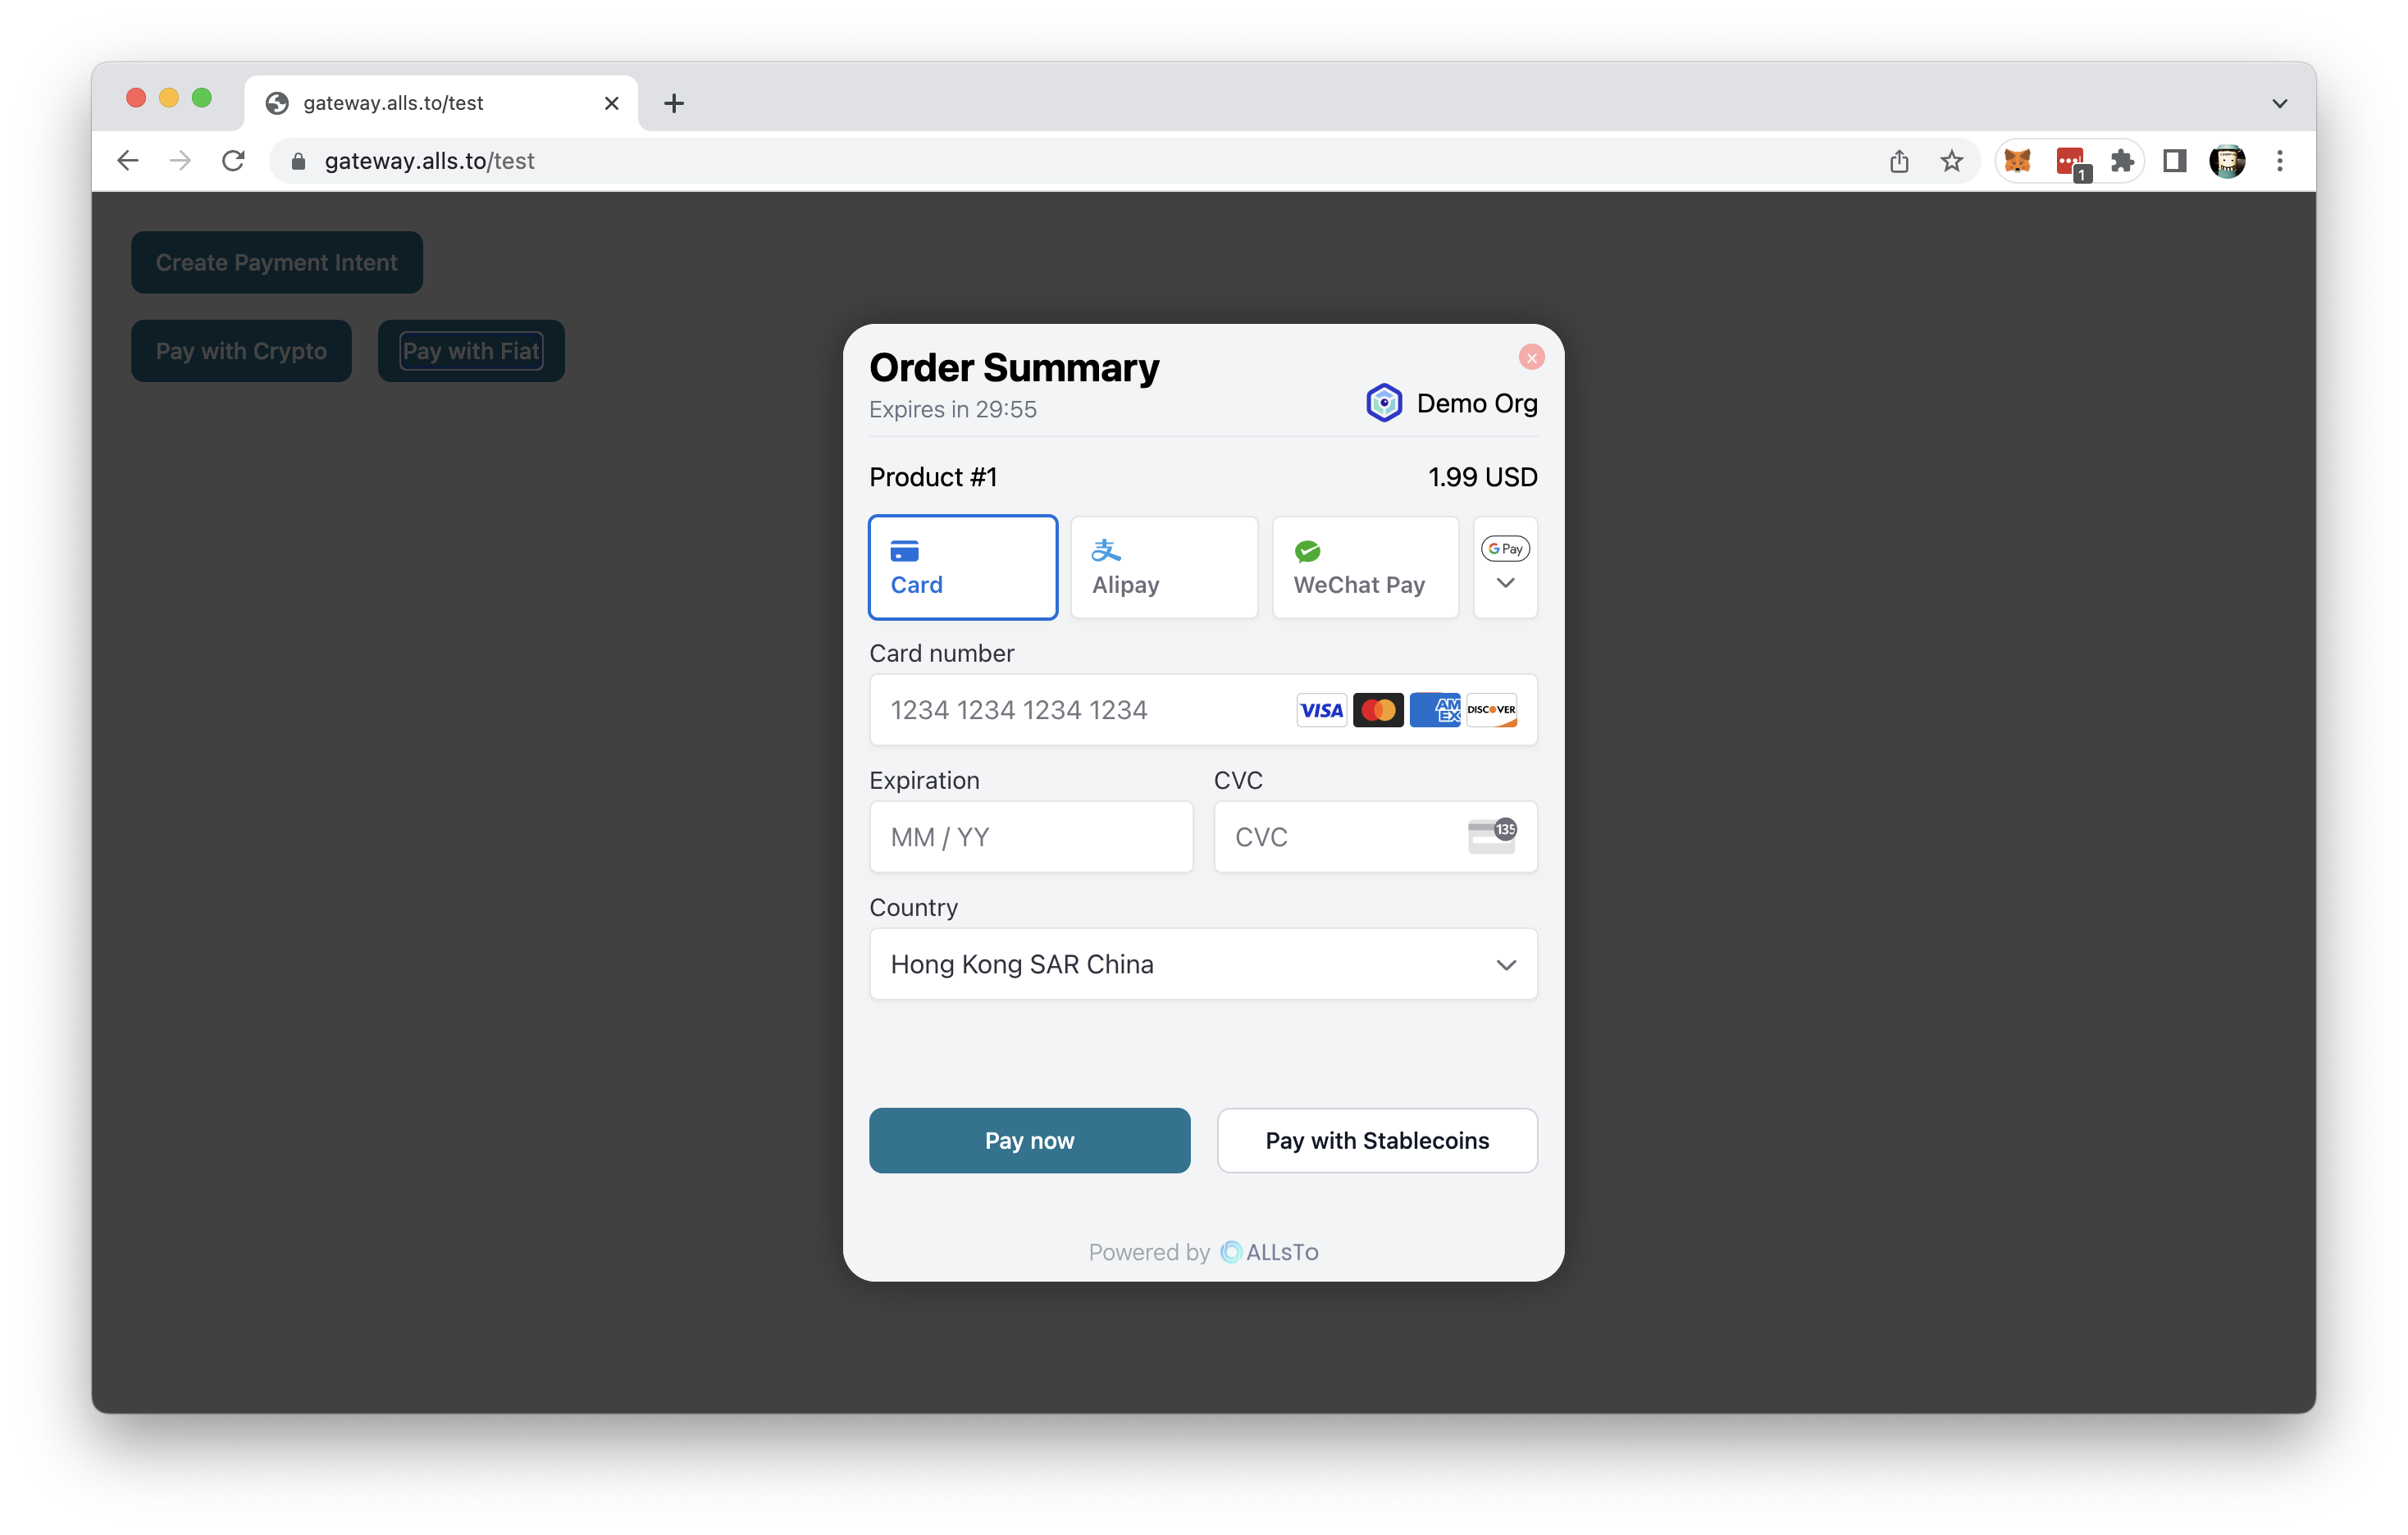 gateway.alls.to/test
gateway.alls.to/test
1
Create Payment Intent
Pay with Crypto
Pay with Fiat
Order Summary
Expires in 29:55
Demo Org
Product #1
1.99 USD
Card
Alipay
WeChat Pay
G Pay
Card number
1234 1234 1234 1234
VISA
AM
EX
DISCOVER
Expiration
CVC
MM / YY
CVC
135
Country
Hong Kong SAR China
Pay now
Pay with Stablecoins
Powered by ALLsTo